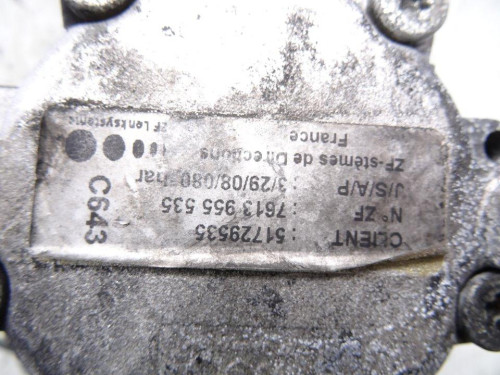 ZF Lenksysteme
ZF-stèmes de Directions
France
J/S/A/P : 3/29/08/080 bar
N° ZF : 7613 955 535
CLIENT : 51729535
C643